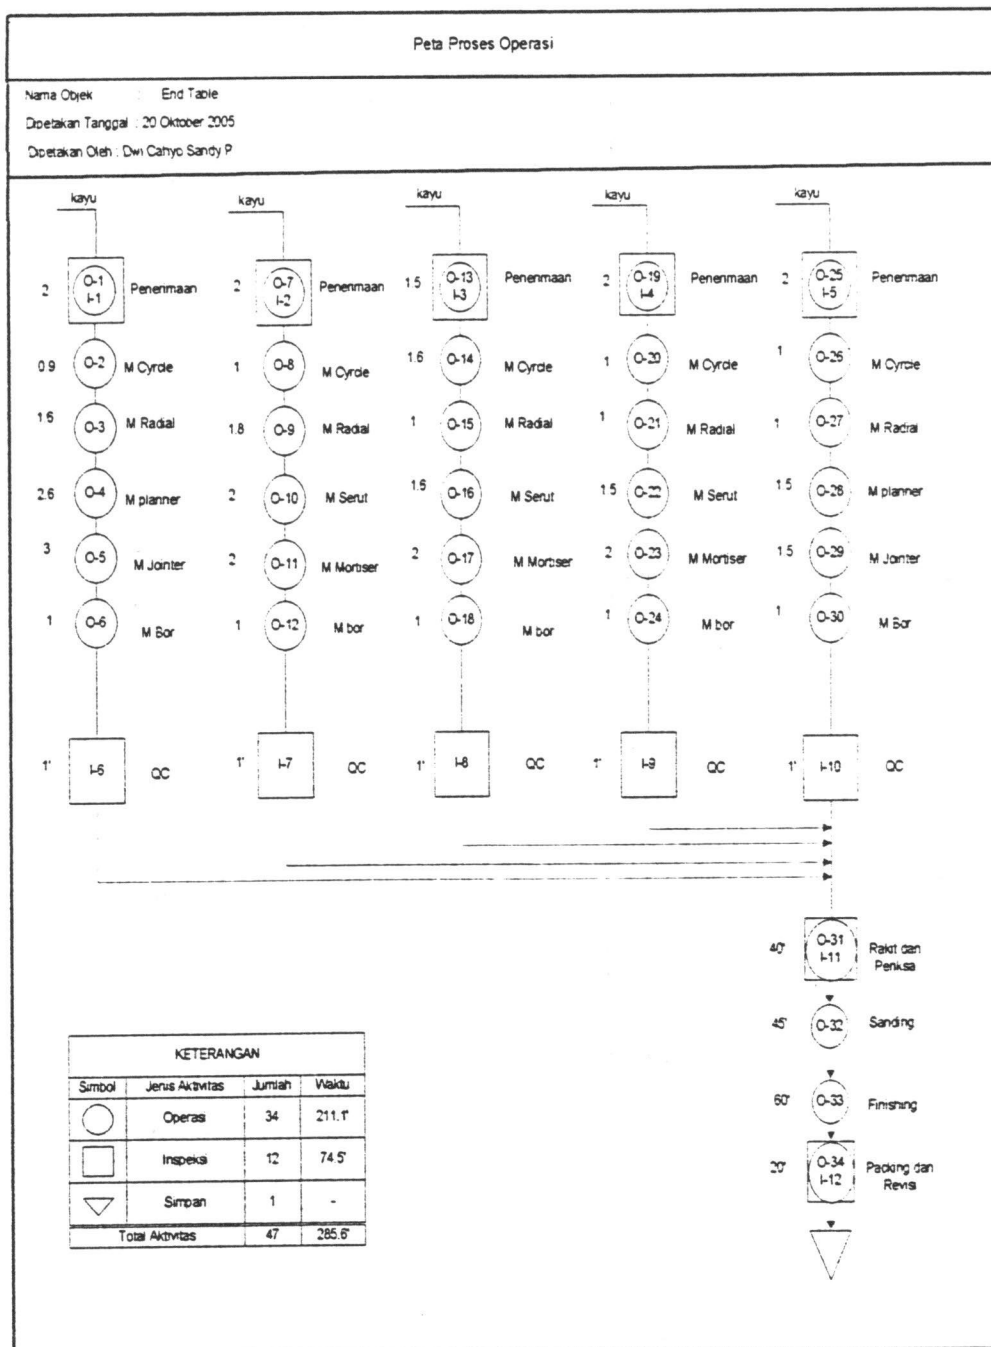 Peta Proses Operasi
Nama Objek : End Table
Dipetakan Tanggal : 20 Oktober 2005
Dipetakan Oleh : Dwi Cahyo Sandy P
kayu kayu kayu kayu kayu
2 O-1 I-1 Penerimaan 2 O-7 I-2 Penerimaan 1.5 O-13 I-3 Penerimaan 2 O-19 I-4 Penerimaan 2 O-25 I-5 Penerimaan
0.9 O-2 M Cyrcle 1 O-8 M Cyrcle 1.6 O-14 M Cyrcle 1 O-20 M Cyrcle 1 O-26 M Cyrcle
1.6 O-3 M Radial 1.8 O-9 M Radial 1 O-15 M Radial 1 O-21 M Radial 1 O-27 M Radial
2.6 O-4 M planner 2 O-10 M Serut 1.6 O-16 M Serut 1.5 O-22 M Serut 1.5 O-28 M planner
3 O-5 M Jointer 2 O-11 M Mortiser 2 O-17 M Mortiser 2 O-23 M Mortiser 1.5 O-29 M Jointer
1 O-6 M Bor 1 O-12 M bor 1 O-18 M bor 1 O-24 M bor 1 O-30 M Bor
1' I-6 QC 1' I-7 QC 1' I-8 QC 1' I-9 QC 1' I-10 QC
40' O-31 I-11 Rakit dan
Periksa
45' O-32 Sanding
60' O-33 Finishing
20' O-34 I-12 Packing dan
Revisi
KETERANGAN
Simbol Jenis Aktivitas Jumlah Waktu
Operasi 34 211.1'
Inspeksi 12 74.5'
Simpan 1 -
Total Aktivitas 47 285.6'